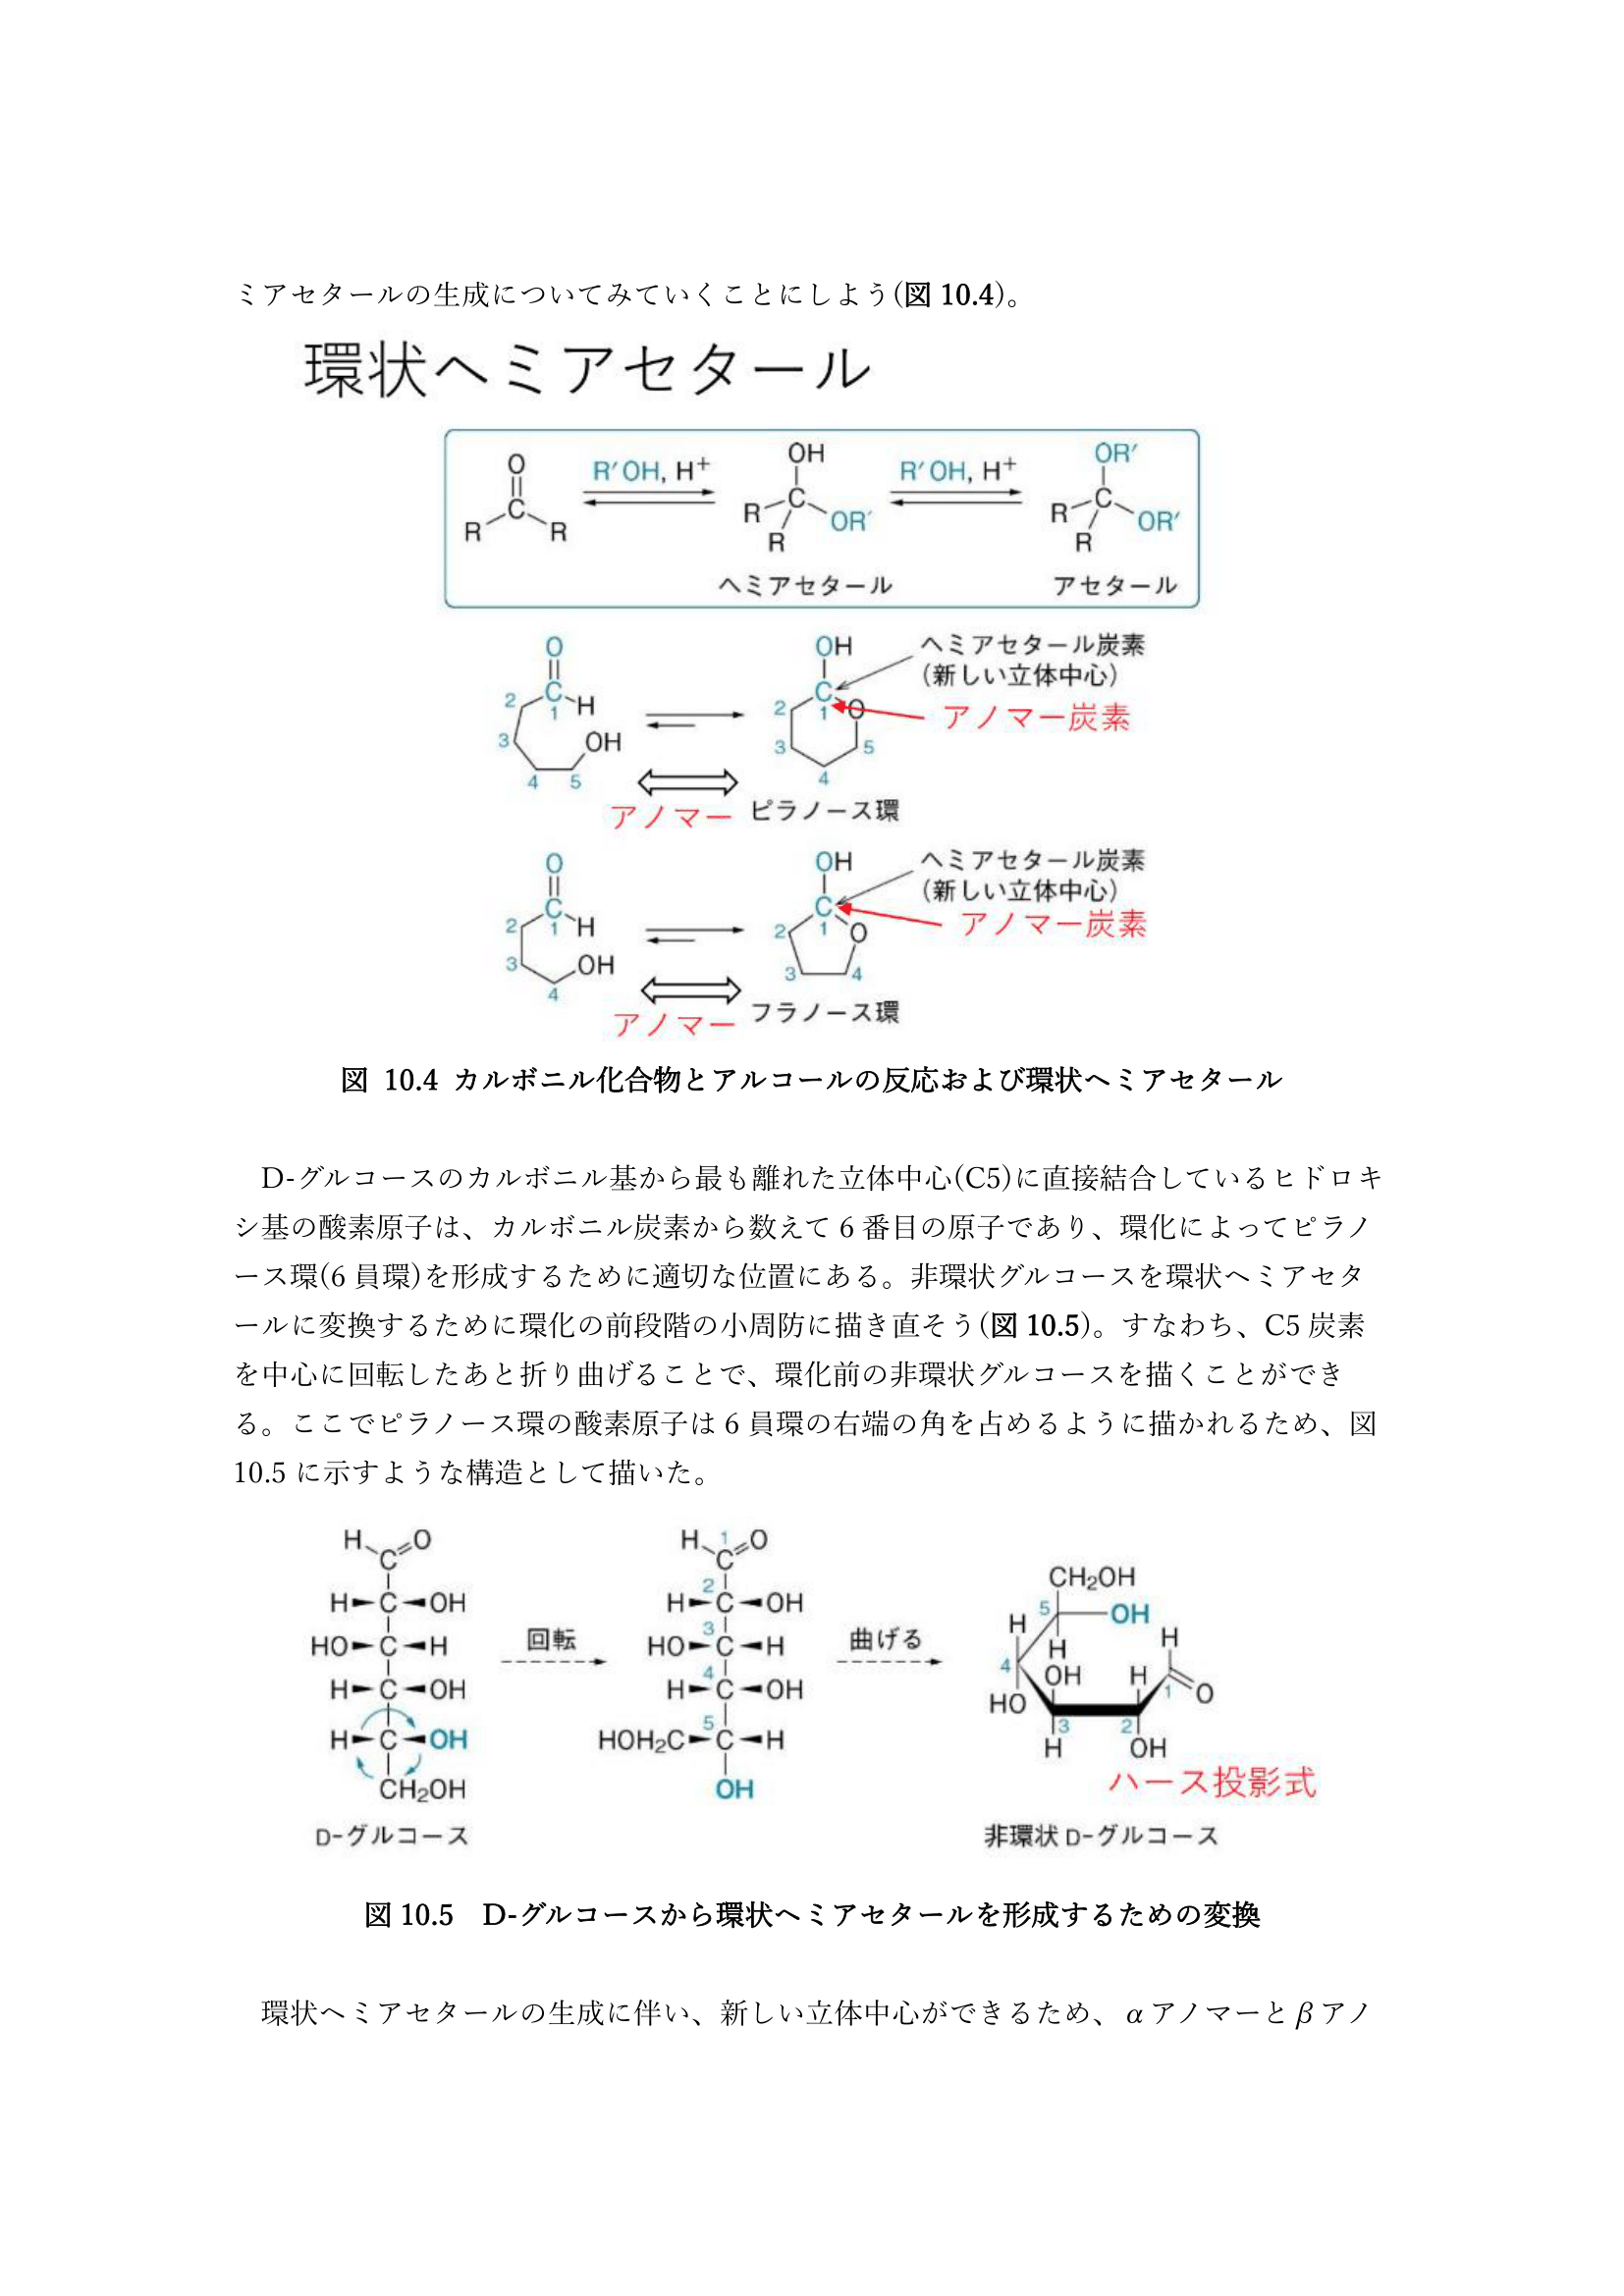 ミアセタールの生成についてみていくことにしよう(図 10.4)。
環状ヘミアセタール
O
C
R R
R′OH, H⁺
OH
R C OR′
R
ヘミアセタール
R′OH, H⁺
OR′
R C OR′
R
アセタール
O
2 C H
1
3 OH
4 5
OH
C
2 1 O
3 5
4
ヘミアセタール炭素
(新しい立体中心)
アノマー炭素
アノマー
ピラノース環
O
2 C H
1
3 OH
4
OH
C
2 1 O
3 4
ヘミアセタール炭素
(新しい立体中心)
アノマー炭素
アノマー
フラノース環
図 10.4 カルボニル化合物とアルコールの反応および環状ヘミアセタール
D-グルコースのカルボニル基から最も離れた立体中心(C5)に直接結合しているヒドロキ
シ基の酸素原子は、カルボニル炭素から数えて 6 番目の原子であり、環化によってピラノ
ース環(6 員環)を形成するために適切な位置にある。非環状グルコースを環状ヘミアセタ
ールに変換するために環化の前段階の小周防に描き直そう(図 10.5)。すなわち、C5 炭素
を中心に回転したあと折り曲げることで、環化前の非環状グルコースを描くことができ
る。ここでピラノース環の酸素原子は 6 員環の右端の角を占めるように描かれるため、図
10.5 に示すような構造として描いた。
H O
C
H C OH
HO C H
H C OH
H C OH
CH₂OH
D-グルコース
回転
H 1 O
C
2
H C OH
3
HO C H
4
H C OH
5
HOH₂C C H
OH
曲げる
CH₂OH
5 OH
H H
H
4 OH H
1 O
HO
3 2
H OH
ハース投影式
非環状 D-グルコース
図 10.5 D-グルコースから環状ヘミアセタールを形成するための変換
環状ヘミアセタールの生成に伴い、新しい立体中心ができるため、α アノマーと β アノ